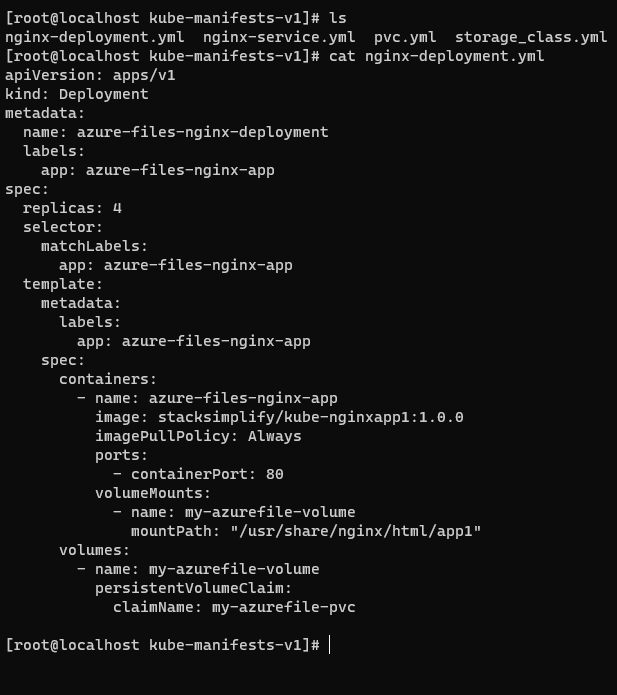 [root@localhost kube-manifests-v1]# ls
nginx-deployment.yml  nginx-service.yml  pvc.yml  storage_class.yml
[root@localhost kube-manifests-v1]# cat nginx-deployment.yml
apiVersion: apps/v1
kind: Deployment
metadata:
  name: azure-files-nginx-deployment
  labels:
    app: azure-files-nginx-app
spec:
  replicas: 4
  selector:
    matchLabels:
      app: azure-files-nginx-app
  template:
    metadata:
      labels:
        app: azure-files-nginx-app
    spec:
      containers:
        - name: azure-files-nginx-app
          image: stacksimplify/kube-nginxapp1:1.0.0
          imagePullPolicy: Always
          ports:
            - containerPort: 80
          volumeMounts:
            - name: my-azurefile-volume
              mountPath: "/usr/share/nginx/html/app1"
      volumes:
        - name: my-azurefile-volume
          persistentVolumeClaim:
            claimName: my-azurefile-pvc

[root@localhost kube-manifests-v1]#